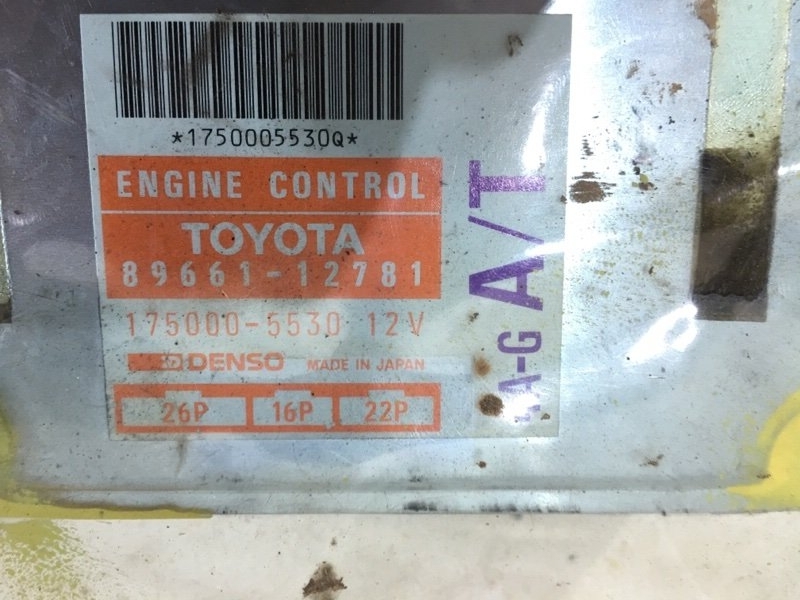 *1750005530Q*
ENGINE CONTROL
TOYOTA
89661-12781
175000-5530 12V
DENSO MADE IN JAPAN
26P 16P 22P
A-G A/T